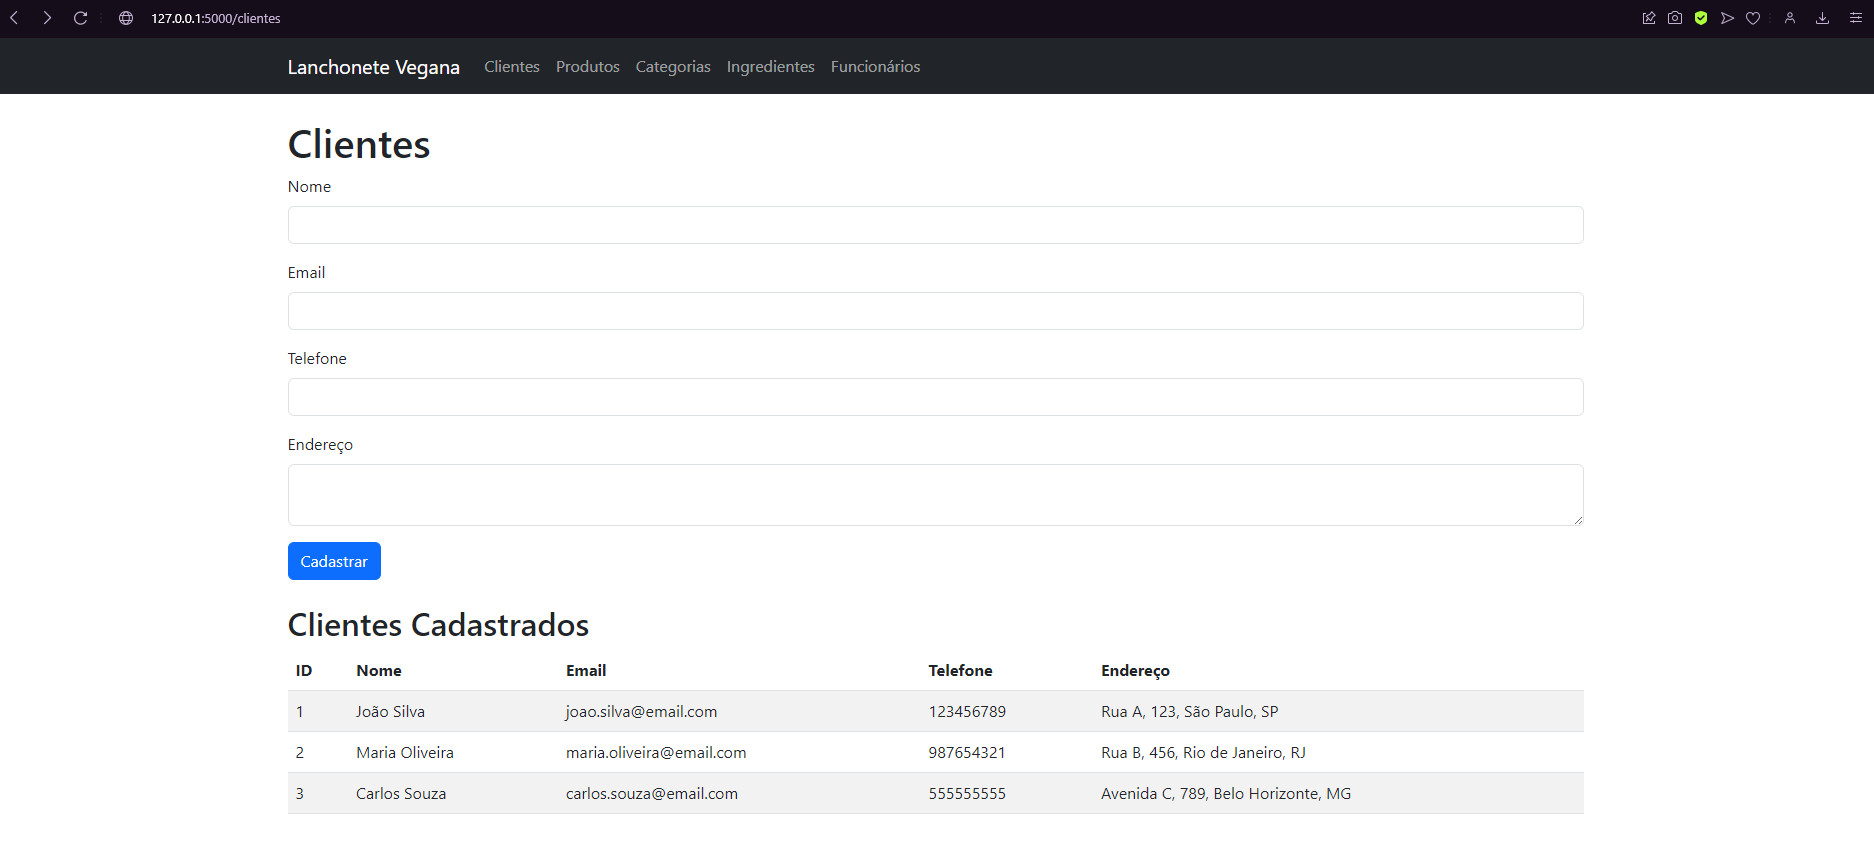 127.0.0.1:5000/clientes
Lanchonete Vegana Clientes Produtos Categorias Ingredientes Funcionários
Clientes
Nome
Email
Telefone
Endereço
Cadastrar
Clientes Cadastrados
ID Nome Email Telefone Endereço
1 João Silva joao.silva@email.com 123456789 Rua A, 123, São Paulo, SP
2 Maria Oliveira maria.oliveira@email.com 987654321 Rua B, 456, Rio de Janeiro, RJ
3 Carlos Souza carlos.souza@email.com 555555555 Avenida C, 789, Belo Horizonte, MG